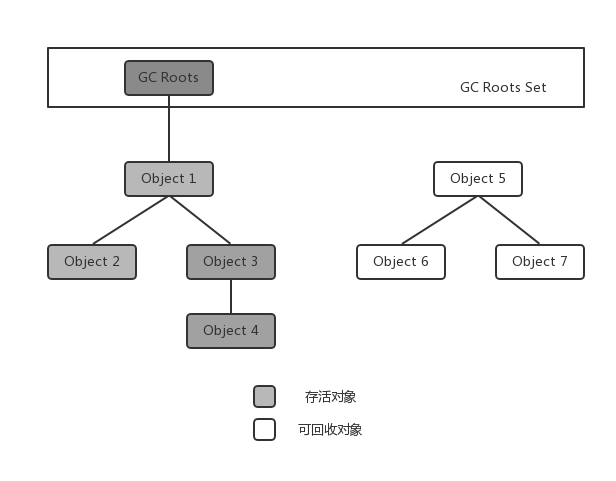 GC Roots
GC Roots Set
Object 1
Object 5
Object 2
Object 3
Object 6
Object 7
Object 4
存活对象
可回收对象